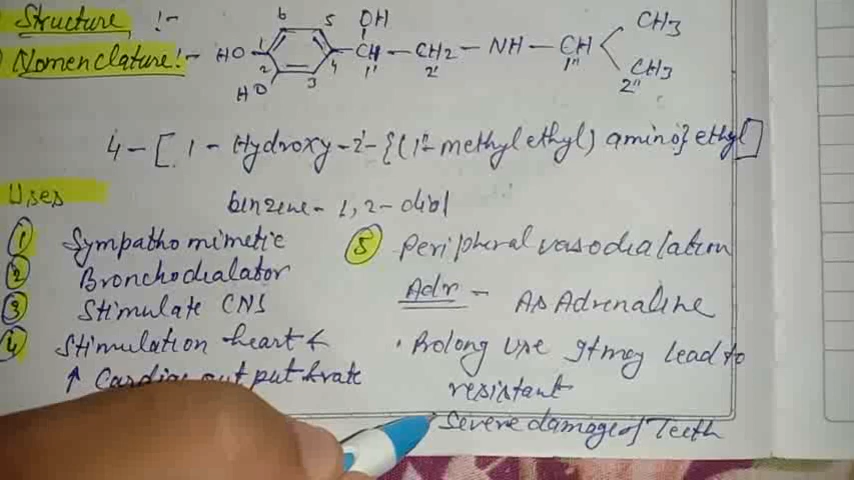 Structure, :-
OH
6 5
CH3
Nomenclature:- HO 1 CH - CH2 - NH - CH
2 3 4 1' 2' 1"
HO CH3
2"
4-[1-Hydroxy-2-{(1"-methylethyl) amino}ethyl]
benzene-1,2-diol
Uses
1 Sympathomimetic
2 Bronchodialator
3 Stimulate CNS
4 Stimulation heart &
↑ Cardiac output & rate
5 Peripheral vasodialation
Adr - As Adrenaline
• Prolong use It may lead to
resistant
Severe damage of Teeth